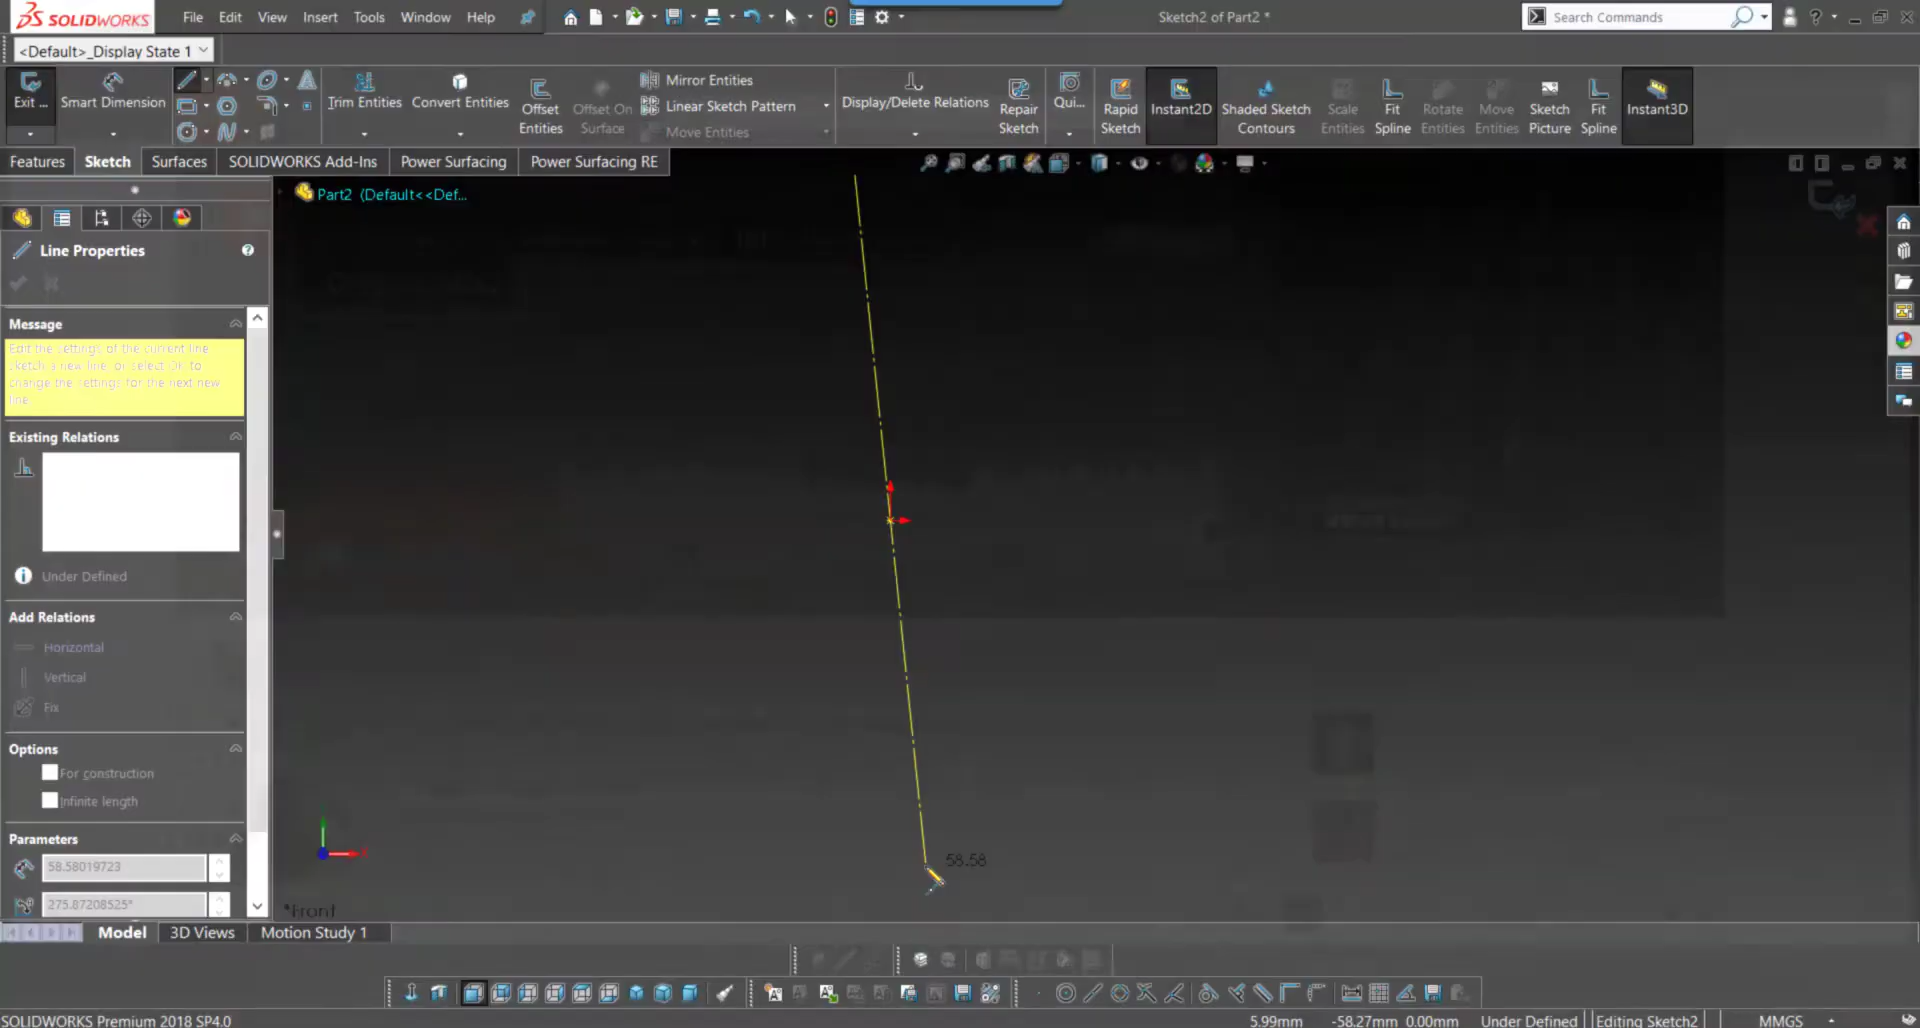 SOLIDWORKS File Edit View Insert Tools Window Help Sketch2 of Part2 * Search Commands ?
<Default>_Display State 1
Exit ... Smart Dimension Trim Entities Convert Entities Offset Entities Offset On Surface Mirror Entities Linear Sketch Pattern Move Entities Display/Delete Relations Qui... Repair Sketch Rapid Sketch Instant2D Shaded Sketch Contours Scale Entities Fit Spline Rotate Entities Move Entities Sketch Picture Fit Spline Instant3D
Features Sketch Surfaces SOLIDWORKS Add-Ins Power Surfacing Power Surfacing RE
Part2 (Default<<Def...
Line Properties ?
Message
Edit the settings of the current line
sketch a new line, or select OK to
change the settings for the next new
line
Existing Relations
Under Defined
Add Relations
Horizontal
Vertical
Fix
Options
For construction
Infinite length
Parameters
58.58019723
275.87208525°
58.58
*Front
X
Model 3D Views Motion Study 1
SOLIDWORKS Premium 2018 SP4.0 5.99mm -58.27mm 0.00mm Under Defined Editing Sketch2 MMGS